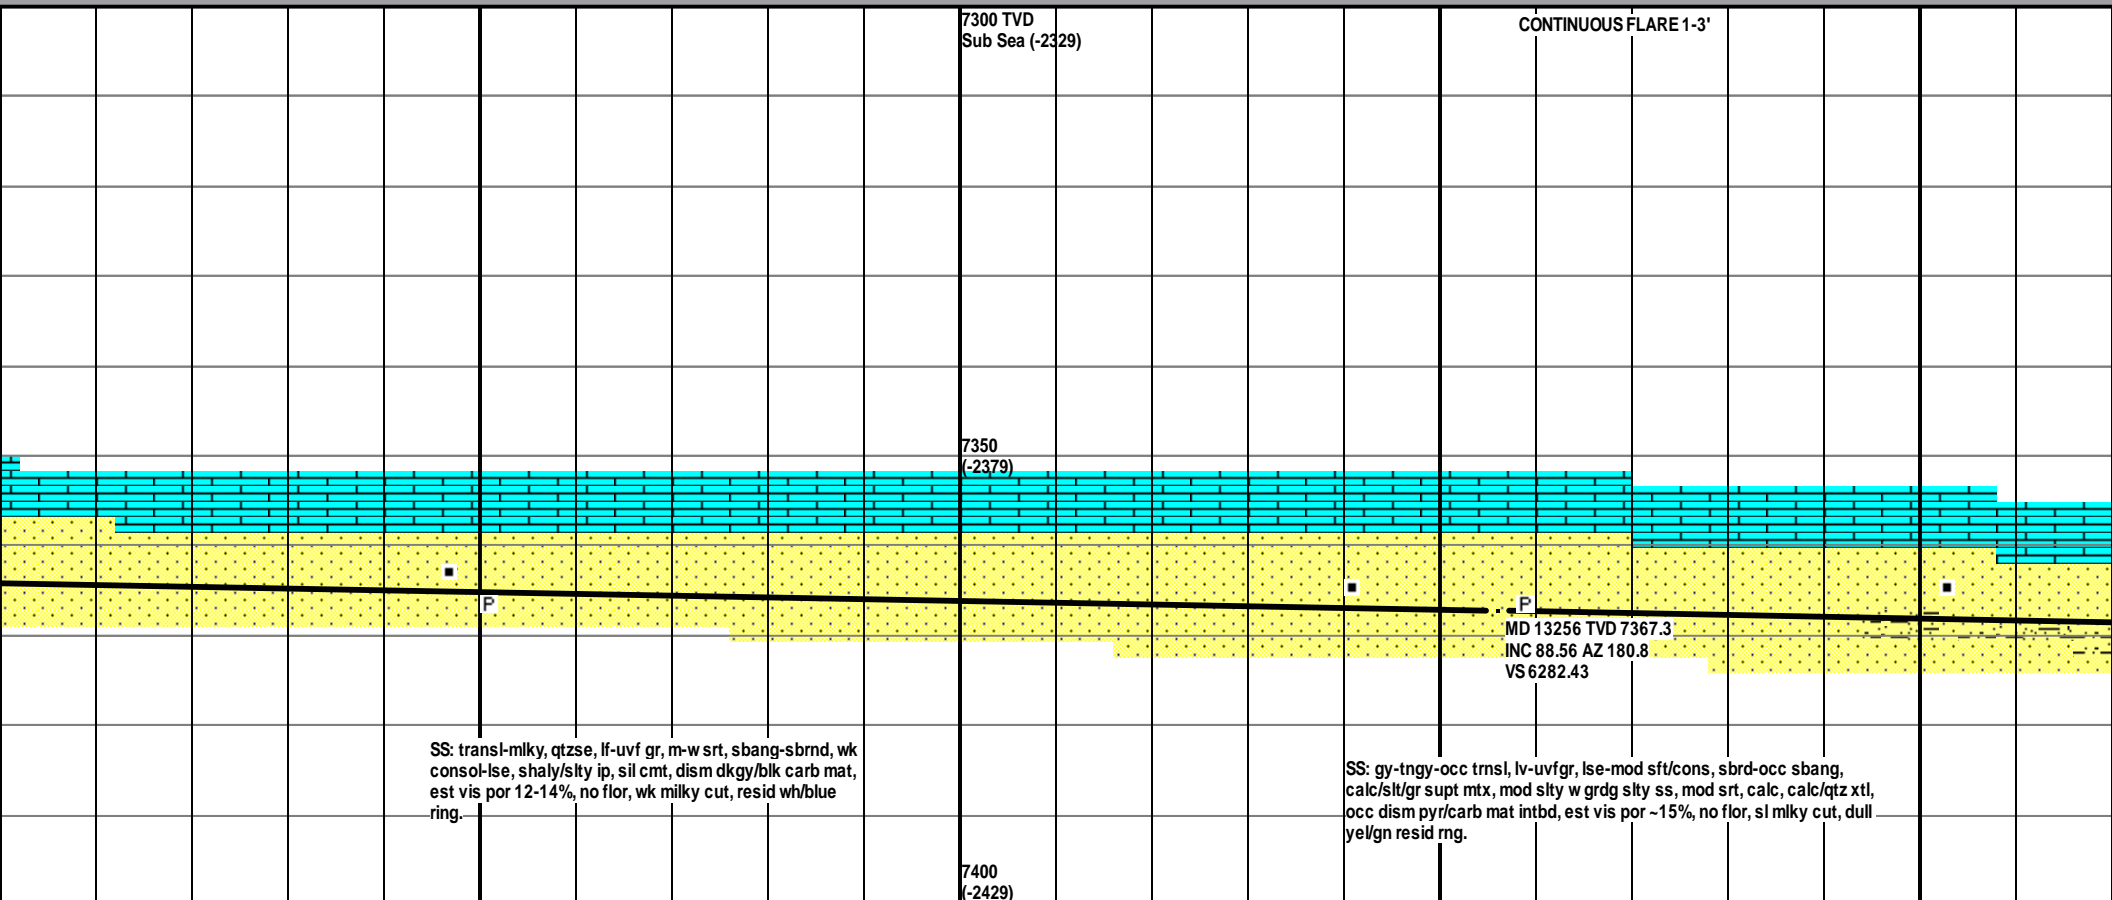 7300 TVD
Sub Sea (-2329)
CONTINUOUS FLARE 1-3'
7350
(-2379)
P
P
MD 13256 TVD 7367.3
INC 88.56 AZ 180.8
VS 6282.43
SS: transl-mlky, qtzse, lf-uvf gr, m-w srt, sbang-sbrnd, wk
consol-lse, shaly/slty ip, sil cmt, dism dkgy/blk carb mat,
est vis por 12-14%, no flor, wk milky cut, resid wh/blue
ring.
SS: gy-tngy-occ trnsl, lv-uvfgr, lse-mod sft/cons, sbrd-occ sbang,
calc/slt/gr supt mtx, mod slty w grdg slty ss, mod srt, calc, calc/qtz xtl,
occ dism pyr/carb mat intbd, est vis por ~15%, no flor, sl mlky cut, dull
yel/gn resid rng.
7400
(-2429)